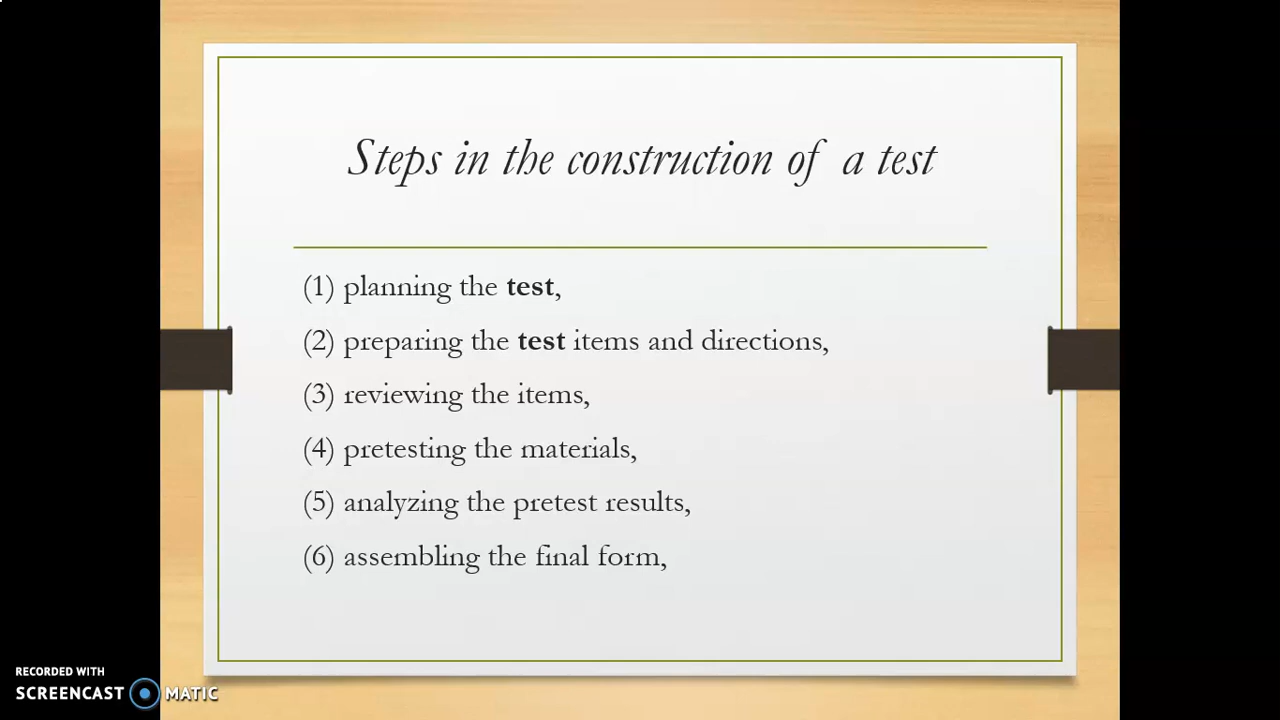 Steps in the construction of a test
(1) planning the test,
(2) preparing the test items and directions,
(3) reviewing the items,
(4) pretesting the materials,
(5) analyzing the pretest results,
(6) assembling the final form,
RECORDED WITH
SCREENCAST MATIC